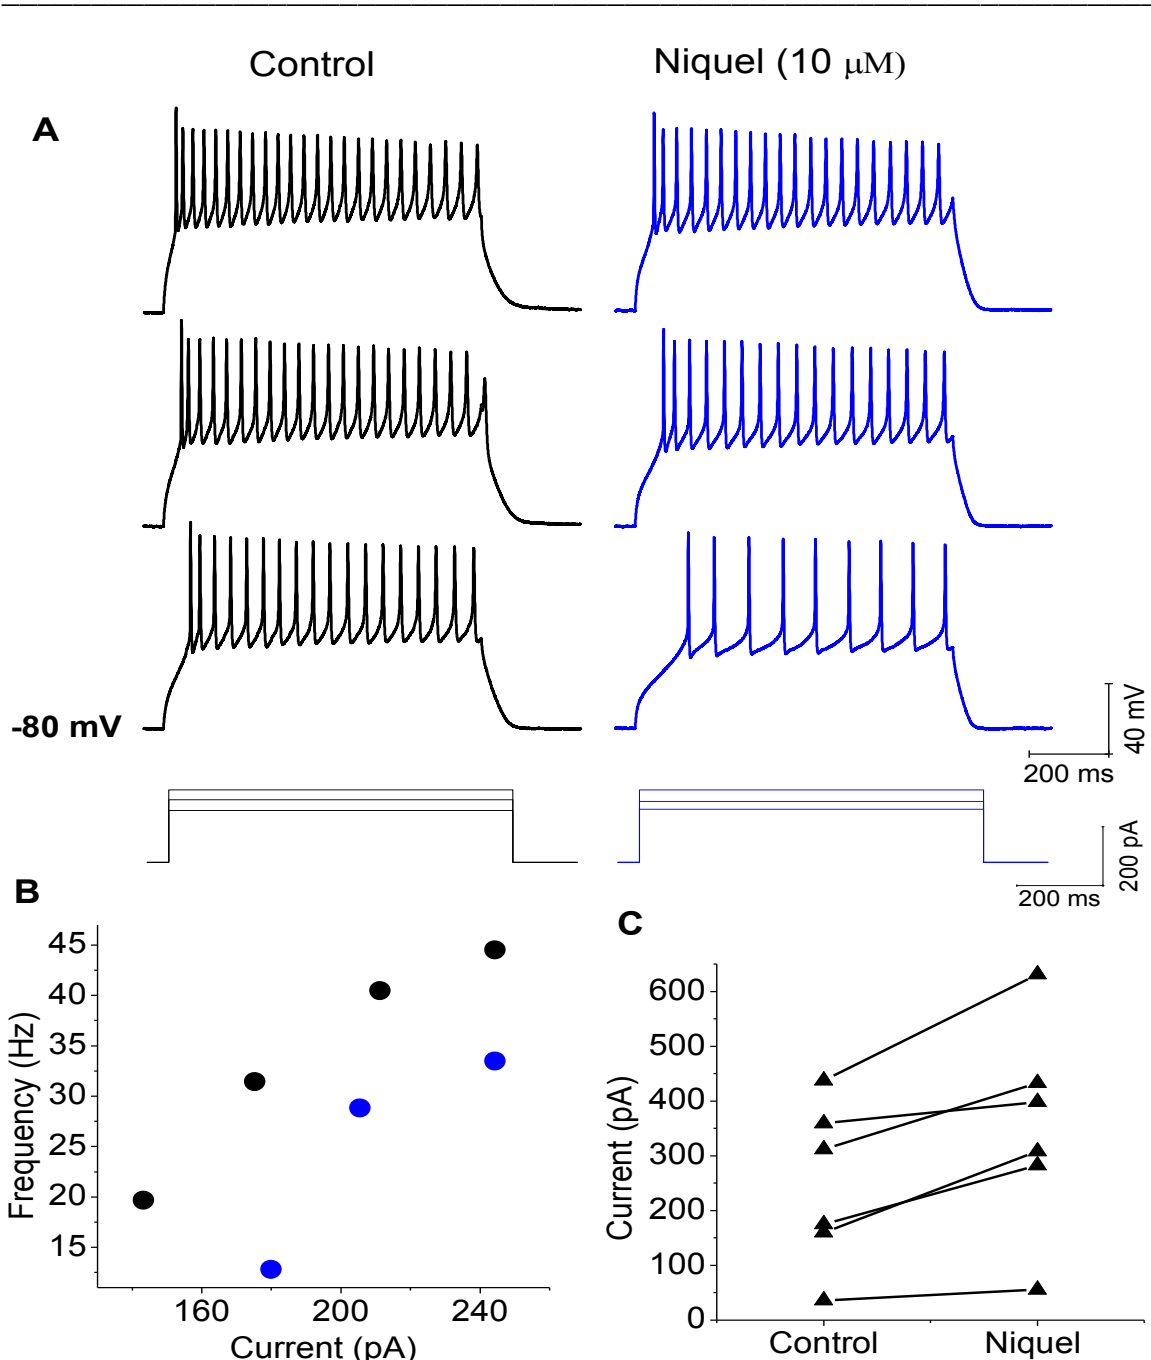 Control
Niquel (10 μM)
A
-80 mV
40 mV
200 ms
200 pA
200 ms
B
Frequency (Hz)
45
40
35
30
25
20
15
160 200 240
Current (pA)
C
Current (pA)
600
500
400
300
200
100
0
Control Niquel